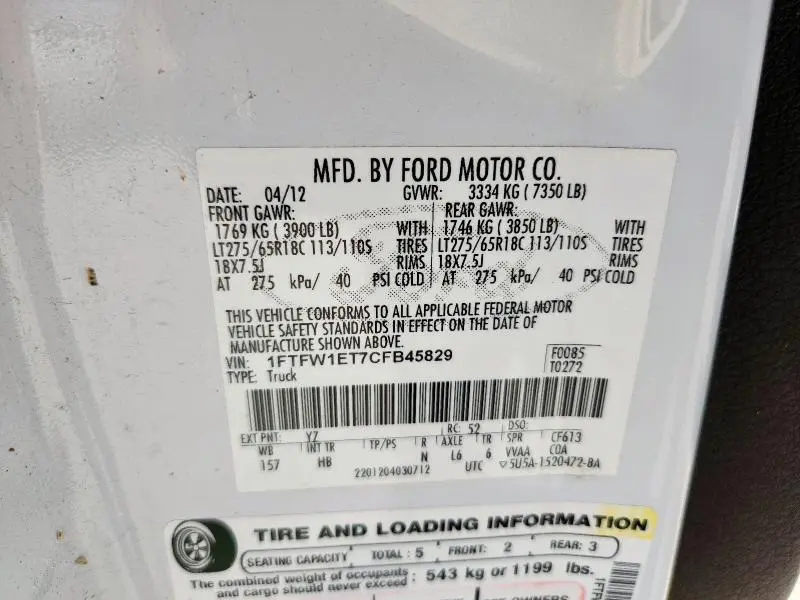 MFD. BY FORD MOTOR CO.
DATE: 04/12 GVWR: 3334 KG ( 7350 LB)
FRONT GAWR: REAR GAWR:
1769 KG ( 3900 LB) WITH 1746 KG ( 3850 LB) WITH
LT275/65R18C 113/110S TIRES LT275/65R18C 113/110S TIRES
18X7.5J RIMS 18X7.5J RIMS
AT 275 kPa/ 40 PSI COLD AT 275 kPa/ 40 PSI COLD
THIS VEHICLE CONFORMS TO ALL APPLICABLE FEDERAL MOTOR
VEHICLE SAFETY STANDARDS IN EFFECT ON THE DATE OF
MANUFACTURE SHOWN ABOVE.
VIN: 1FTFW1ET7CFB45829 F0085
TYPE: Truck T0272
EXT PNT: YZ RC: 52 DSO:
WB INT TR TP/PS R AXLE TR SPR CF613
157 HB N L6 6 VVAA COA
2201204030712 UTC ▽5U5A-1520472-BA
TIRE AND LOADING INFORMATION
SEATING CAPACITY TOTAL : 5 FRONT: 2 REAR: 3
The combined weight of occupants : 543 kg or 1199 lbs.
and cargo should never exceed